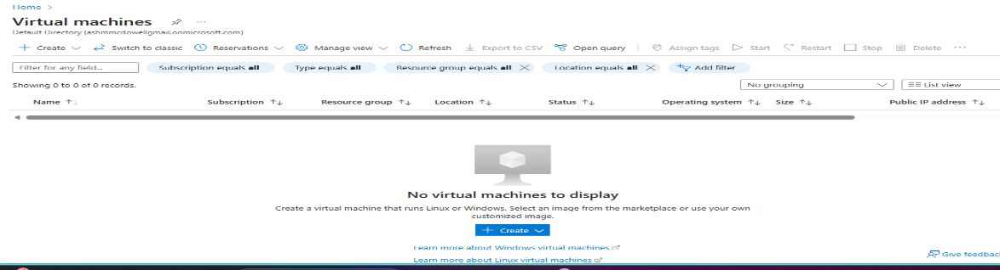 Home >
Virtual machines ...
Default Directory (ashmmcdowellgmail.onmicrosoft.com)
+ Create Switch to classic Reservations Manage view Refresh Export to CSV Open query | Assign tags Start Restart Stop Delete ...
Filter for any field... Subscription equals all Type equals all Resource group equals all × Location equals all × Add filter
Showing 0 to 0 of 0 records. No grouping List view
Name ↑↓ Subscription ↑↓ Resource group ↑↓ Location ↑↓ Status ↑↓ Operating system ↑↓ Size ↑↓ Public IP address ↑↓
No virtual machines to display
Create a virtual machine that runs Linux or Windows. Select an image from the marketplace or use your own
customized image.
+ Create
Learn more about Windows virtual machines
Learn more about Linux virtual machines
Give feedbac